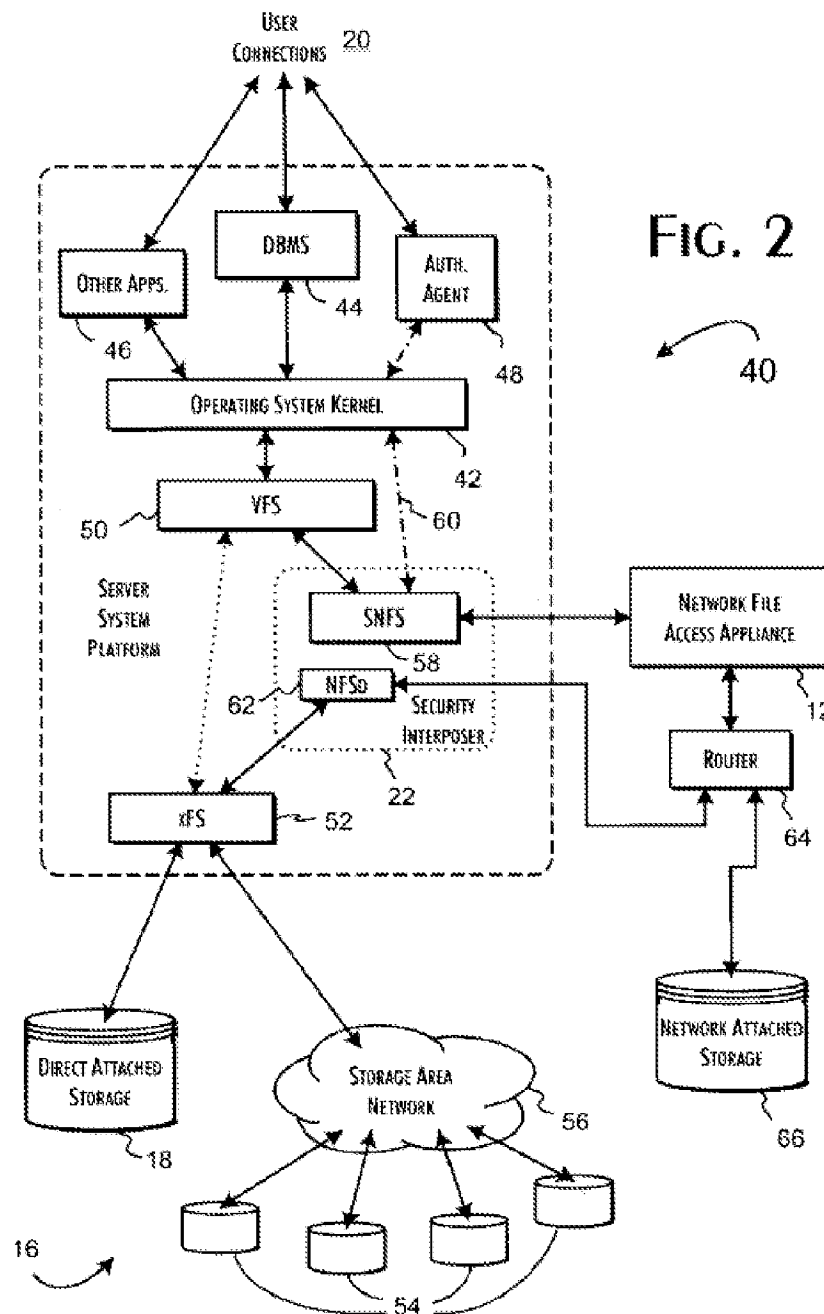 USER
CONNECTIONS 20
DBMS
44
OTHER APPS.
46
AUTH.
AGENT
48
FIG. 2
40
OPERATING SYSTEM KERNEL
42
VFS
50
60
SERVER
SYSTEM
PLATFORM
SNFS
58
NFSD
62
SECURITY
INTERPOSER
22
NETWORK FILE
ACCESS APPLIANCE
12
ROUTER
64
xFS
52
DIRECT ATTACHED
STORAGE
18
STORAGE AREA
NETWORK
56
NETWORK ATTACHED
STORAGE
66
16
54